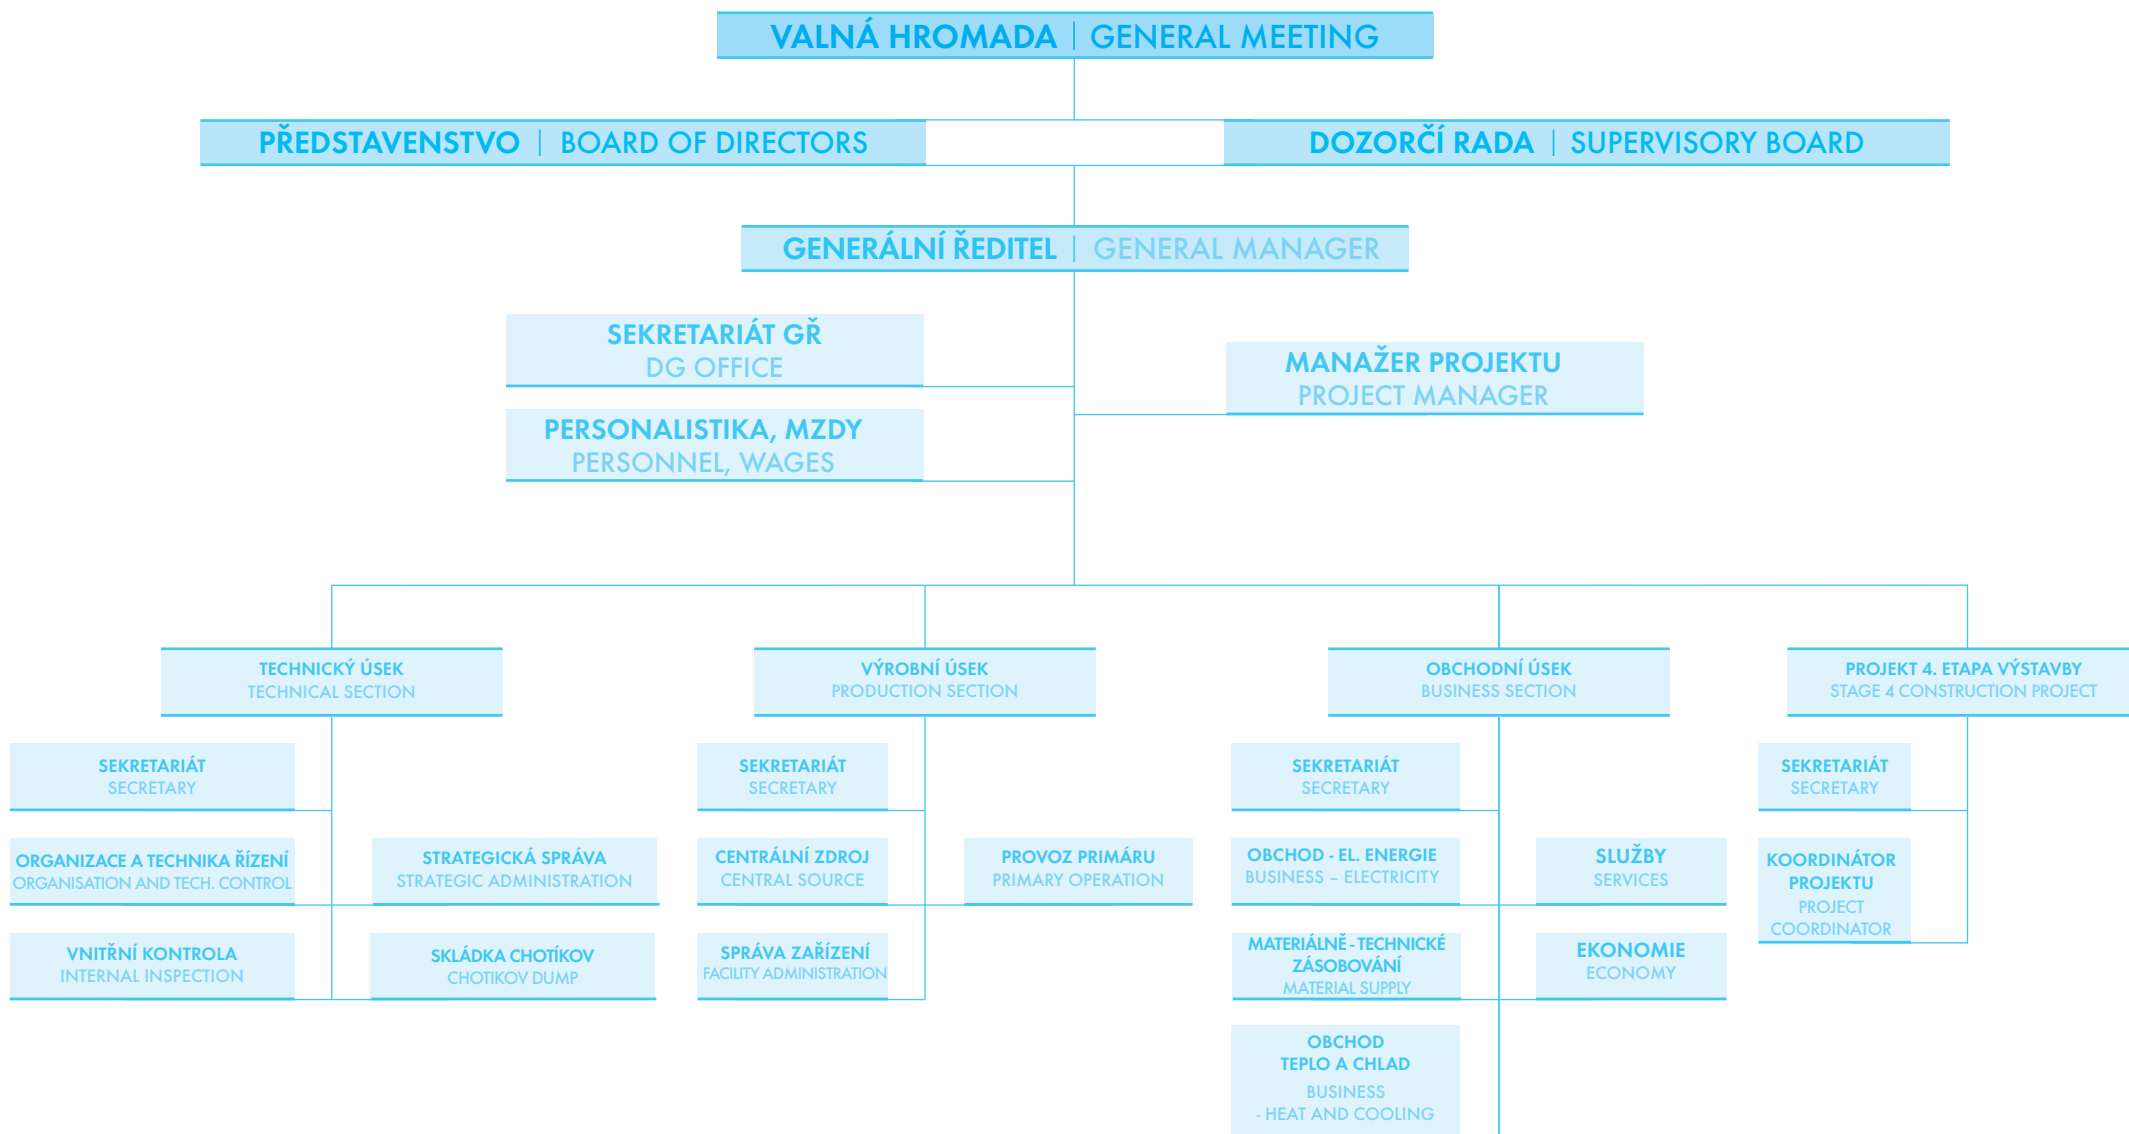 VALNÁ HROMADA | GENERAL MEETING
PŘEDSTAVENSTVO | BOARD OF DIRECTORS
DOZORČÍ RADA | SUPERVISORY BOARD
GENERÁLNÍ ŘEDITEL | GENERAL MANAGER
SEKRETARIÁT GŘ
DG OFFICE
MANAŽER PROJEKTU
PROJECT MANAGER
PERSONALISTIKA, MZDY
PERSONNEL, WAGES
TECHNICKÝ ÚSEK
TECHNICAL SECTION
VÝROBNÍ ÚSEK
PRODUCTION SECTION
OBCHODNÍ ÚSEK
BUSINESS SECTION
PROJEKT 4. ETAPA VÝSTAVBY
STAGE 4 CONSTRUCTION PROJECT
SEKRETARIÁT
SECRETARY
SEKRETARIÁT
SECRETARY
SEKRETARIÁT
SECRETARY
SEKRETARIÁT
SECRETARY
ORGANIZACE A TECHNIKA ŘÍZENÍ
ORGANISATION AND TECH. CONTROL
STRATEGICKÁ SPRÁVA
STRATEGIC ADMINISTRATION
CENTRÁLNÍ ZDROJ
CENTRAL SOURCE
PROVOZ PRIMÁRU
PRIMARY OPERATION
OBCHOD - EL. ENERGIE
BUSINESS – ELECTRICITY
SLUŽBY
SERVICES
KOORDINÁTOR
PROJEKTU
PROJECT
COORDINATOR
VNITŘNÍ KONTROLA
INTERNAL INSPECTION
SKLÁDKA CHOTÍKOV
CHOTIKOV DUMP
SPRÁVA ZAŘÍZENÍ
FACILITY ADMINISTRATION
MATERIÁLNĚ - TECHNICKÉ
ZÁSOBOVÁNÍ
MATERIAL SUPPLY
EKONOMIE
ECONOMY
OBCHOD
TEPLO A CHLAD
BUSINESS
- HEAT AND COOLING